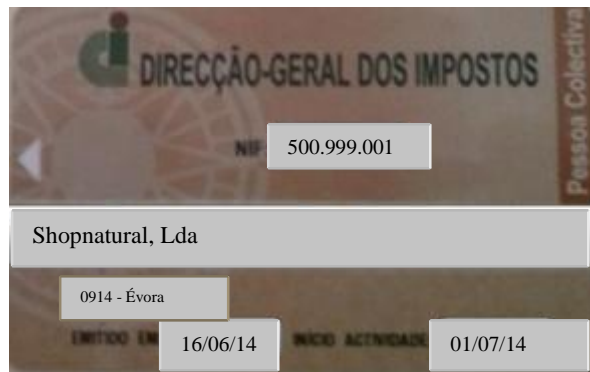 DIRECÇÃO-GERAL DOS IMPOSTOS
Pessoa Colectiva
NIF 500.999.001
Shopnatural, Lda
0914 - Évora
EMITIDO EM 16/06/14 INÍCIO ACTIVIDADE 01/07/14